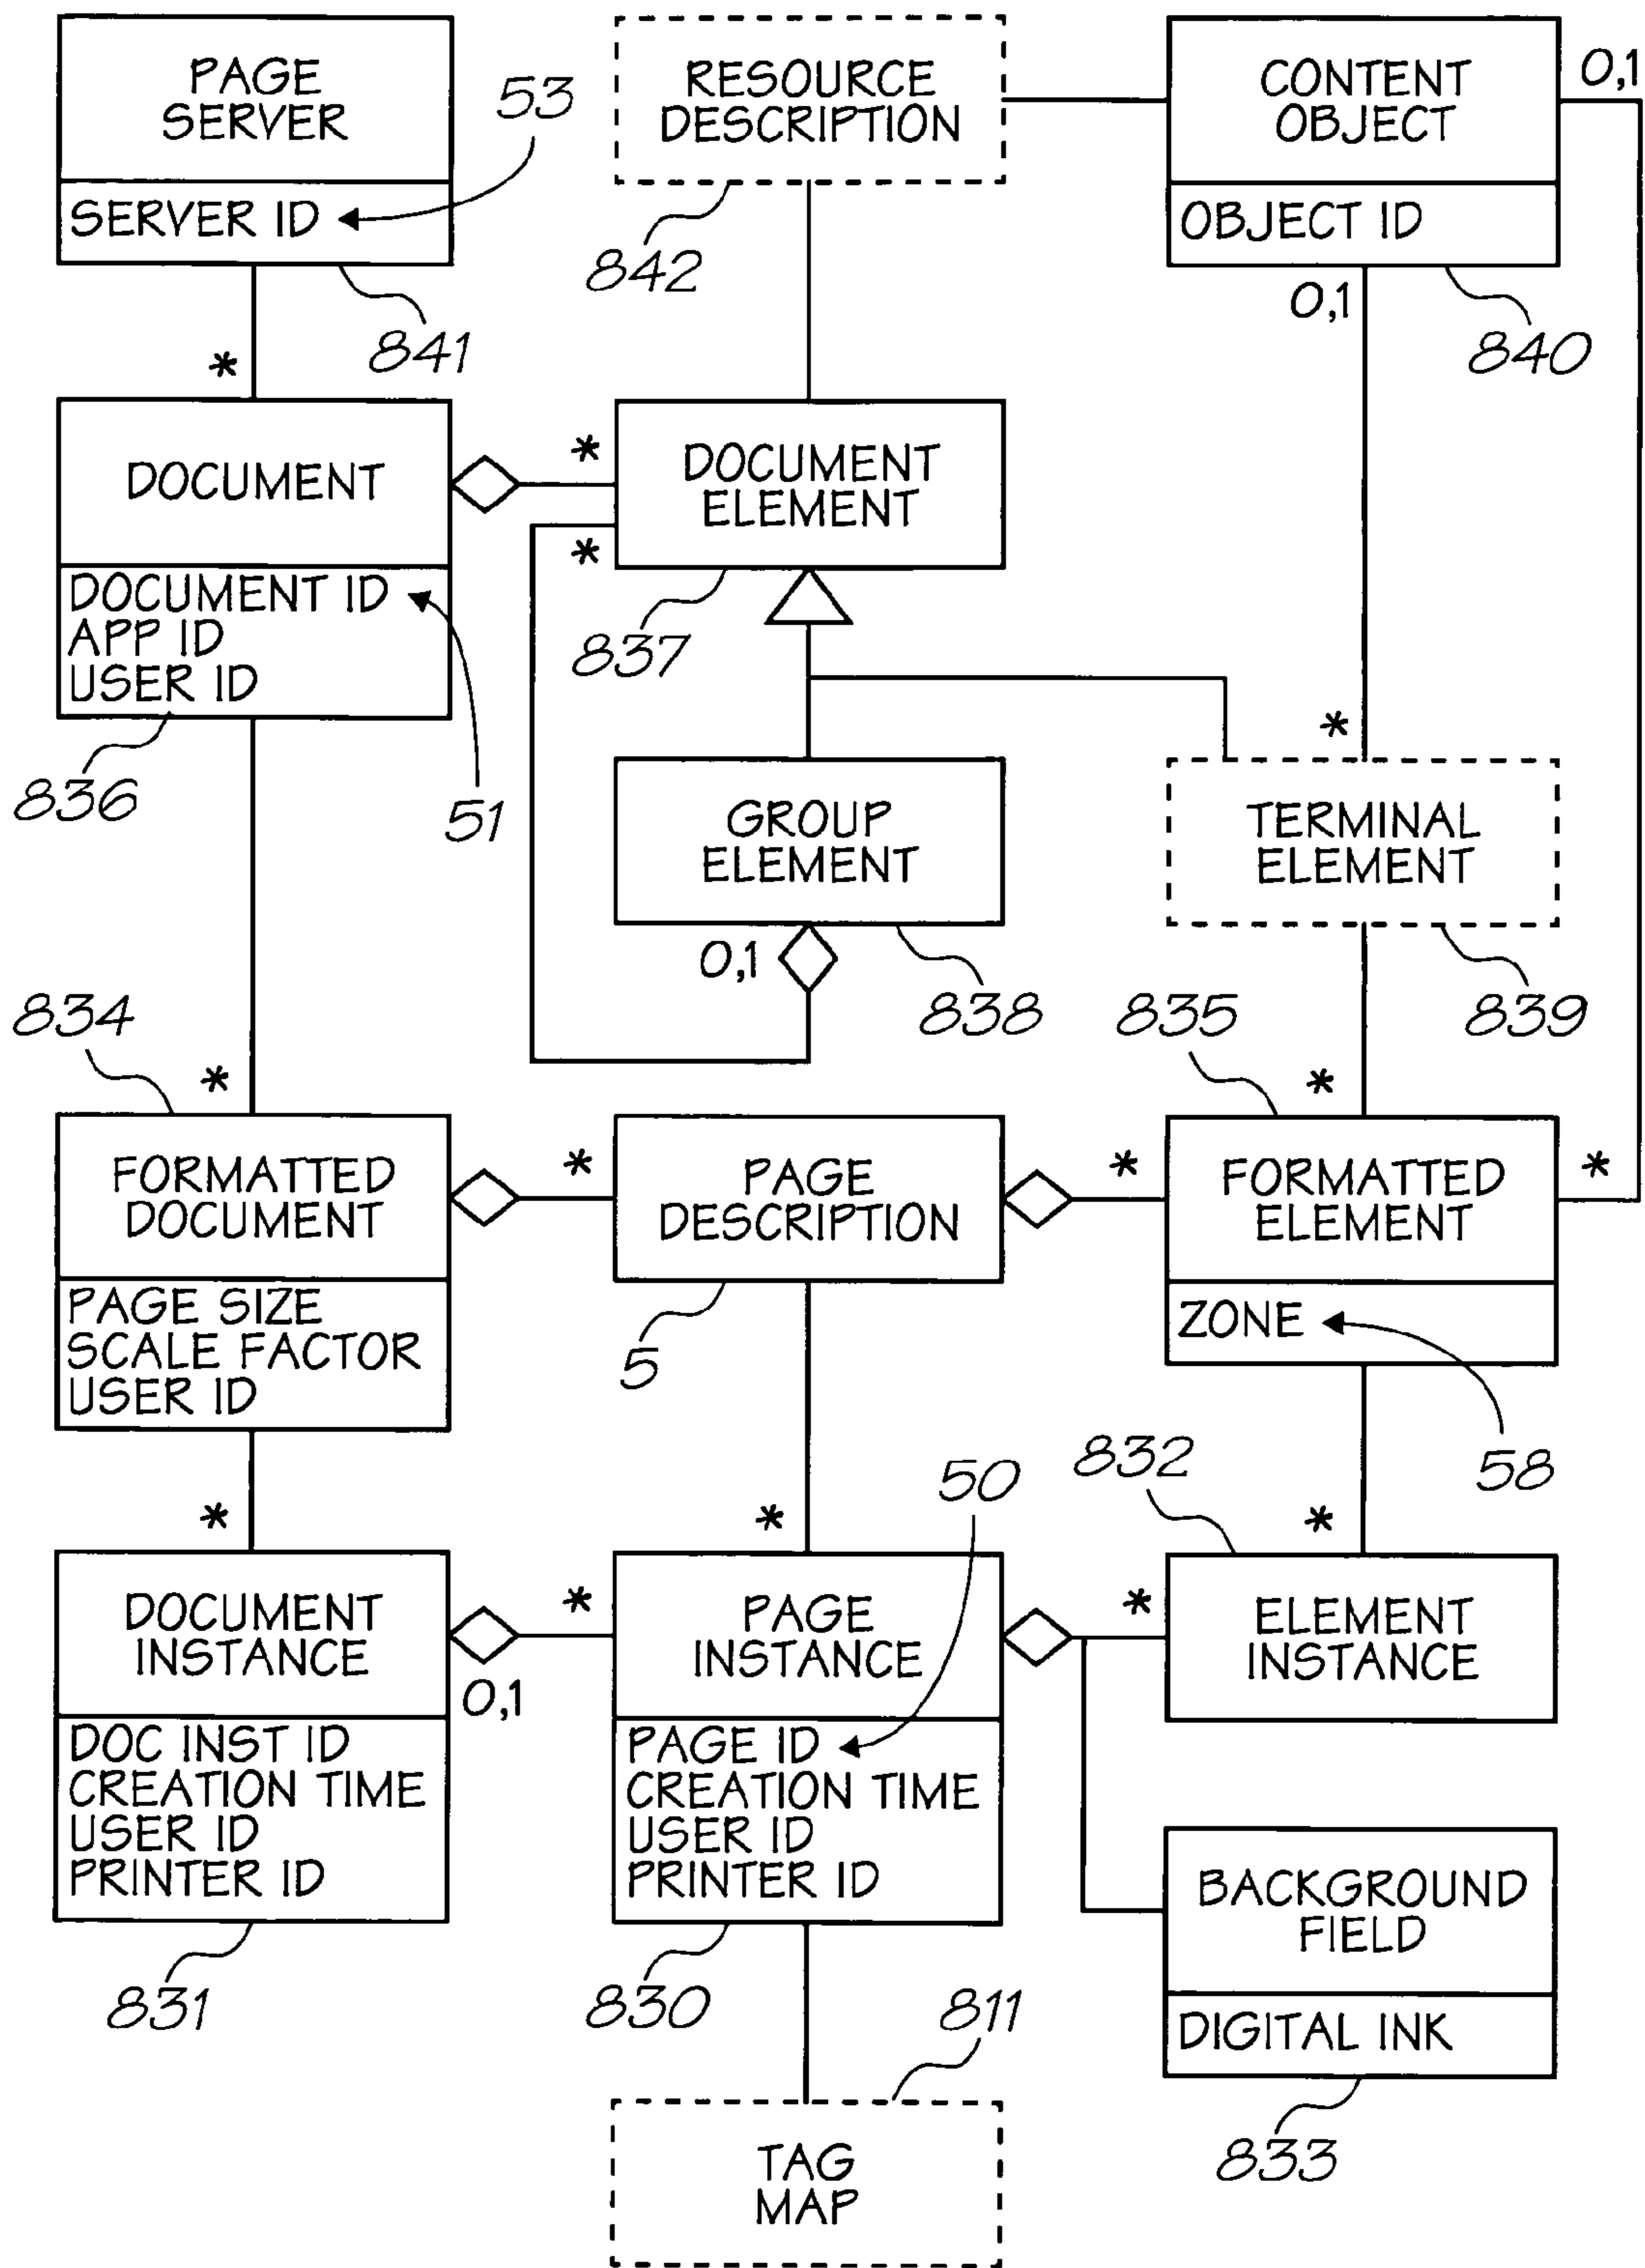 PAGE
SERVER
SERVER ID
53
841
RESOURCE
DESCRIPTION
842
CONTENT
OBJECT
OBJECT ID
0,1
0,1
840
*
DOCUMENT
DOCUMENT ID
APP ID
USER ID
836
51
*
*
DOCUMENT
ELEMENT
837
GROUP
ELEMENT
0,1
838
*
TERMINAL
ELEMENT
839
834
*
FORMATTED
DOCUMENT
PAGE SIZE
SCALE FACTOR
USER ID
*
PAGE
DESCRIPTION
5
835
*
*
*
FORMATTED
ELEMENT
ZONE
58
*
DOCUMENT
INSTANCE
0,1
DOC INST ID
CREATION TIME
USER ID
PRINTER ID
831
*
*
50
PAGE
INSTANCE
PAGE ID
CREATION TIME
USER ID
PRINTER ID
830
832
*
*
ELEMENT
INSTANCE
BACKGROUND
FIELD
DIGITAL INK
833
811
TAG
MAP